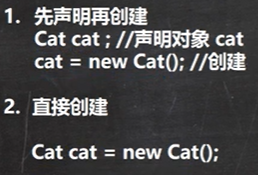 1. 先声明再创建
Cat cat ; //声明对象 cat
cat = new Cat(); //创建
2. 直接创建
Cat cat = new Cat();